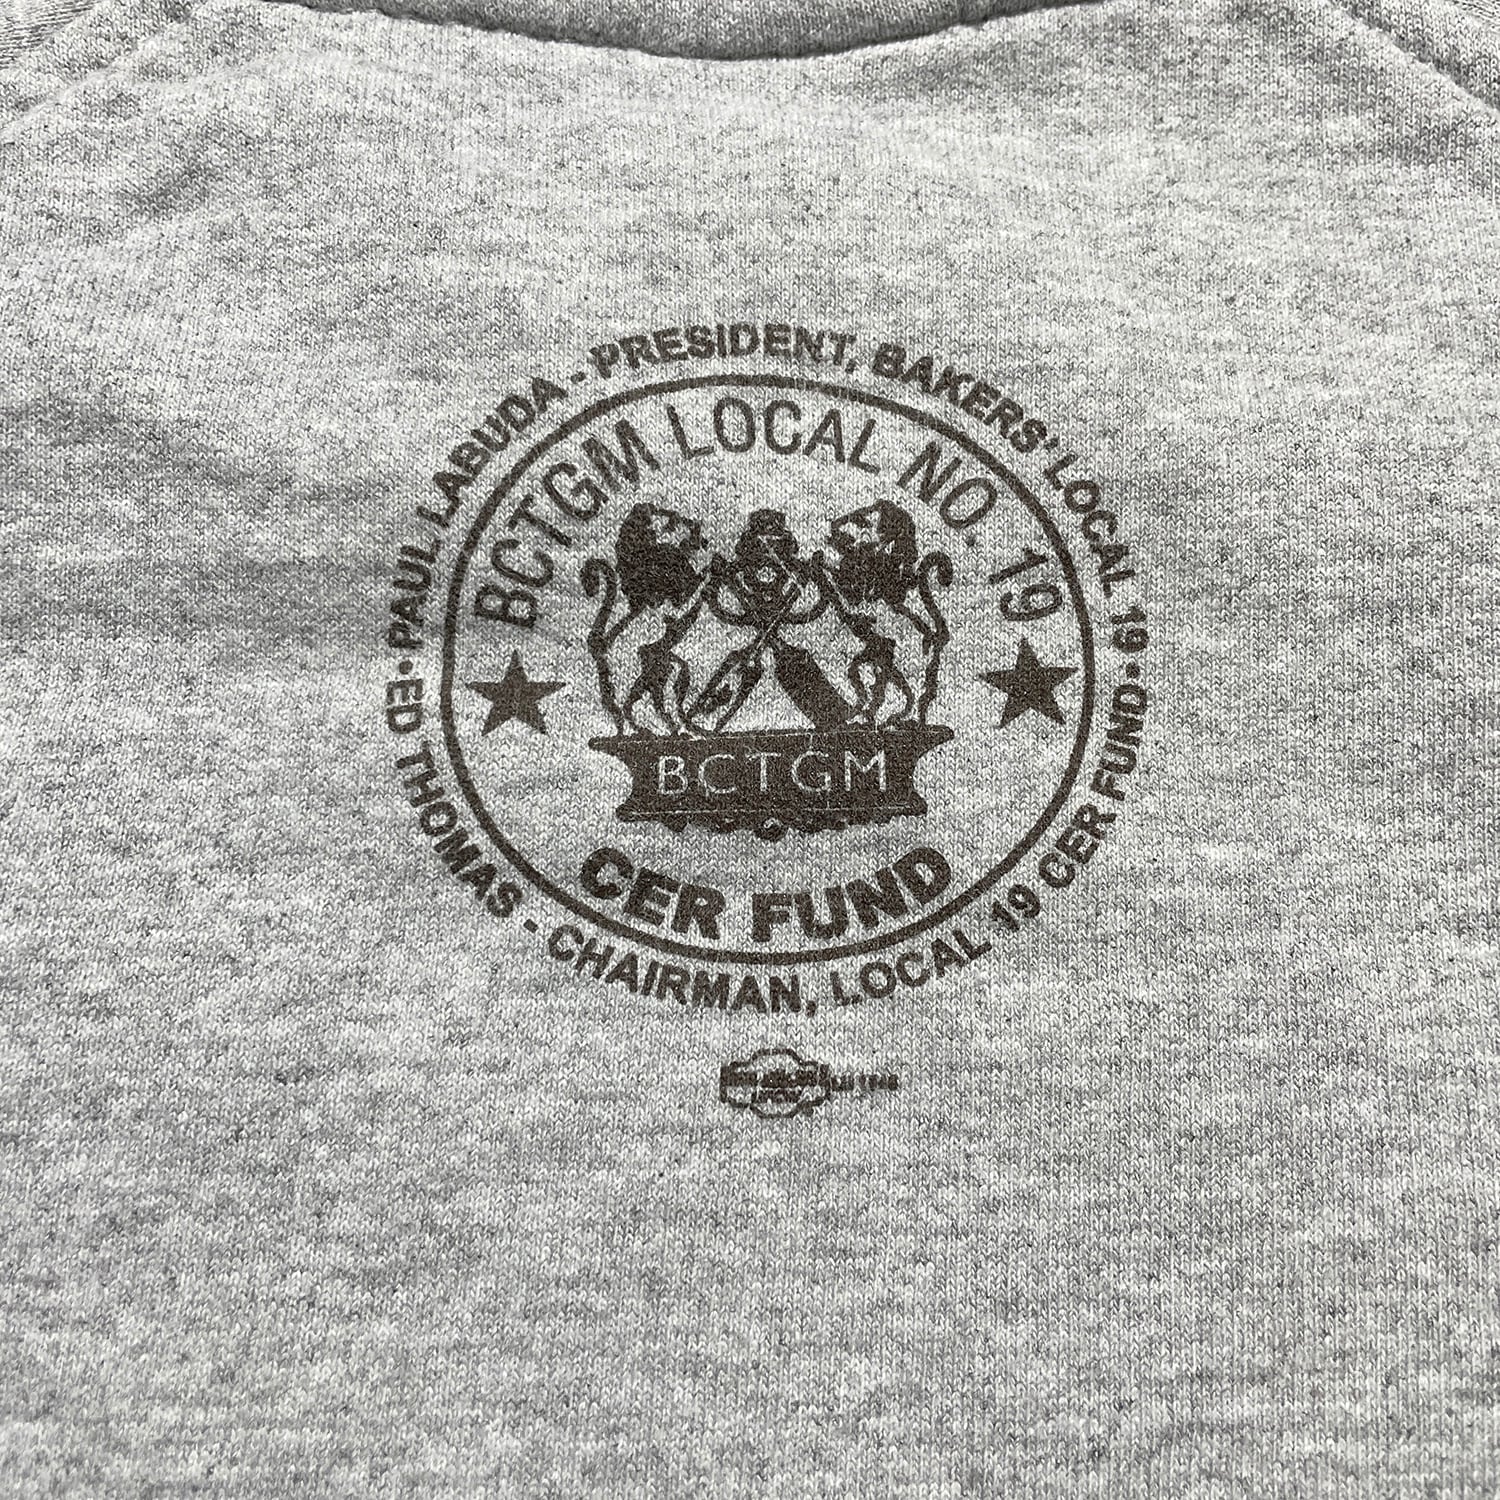 PAUL LABUDA - PRESIDENT, BAKERS' LOCAL 19 •
ED THOMAS - CHAIRMAN, LOCAL 19 CER FUND •
BCTGM LOCAL NO. 19
BCTGM
CER FUND
UFCW